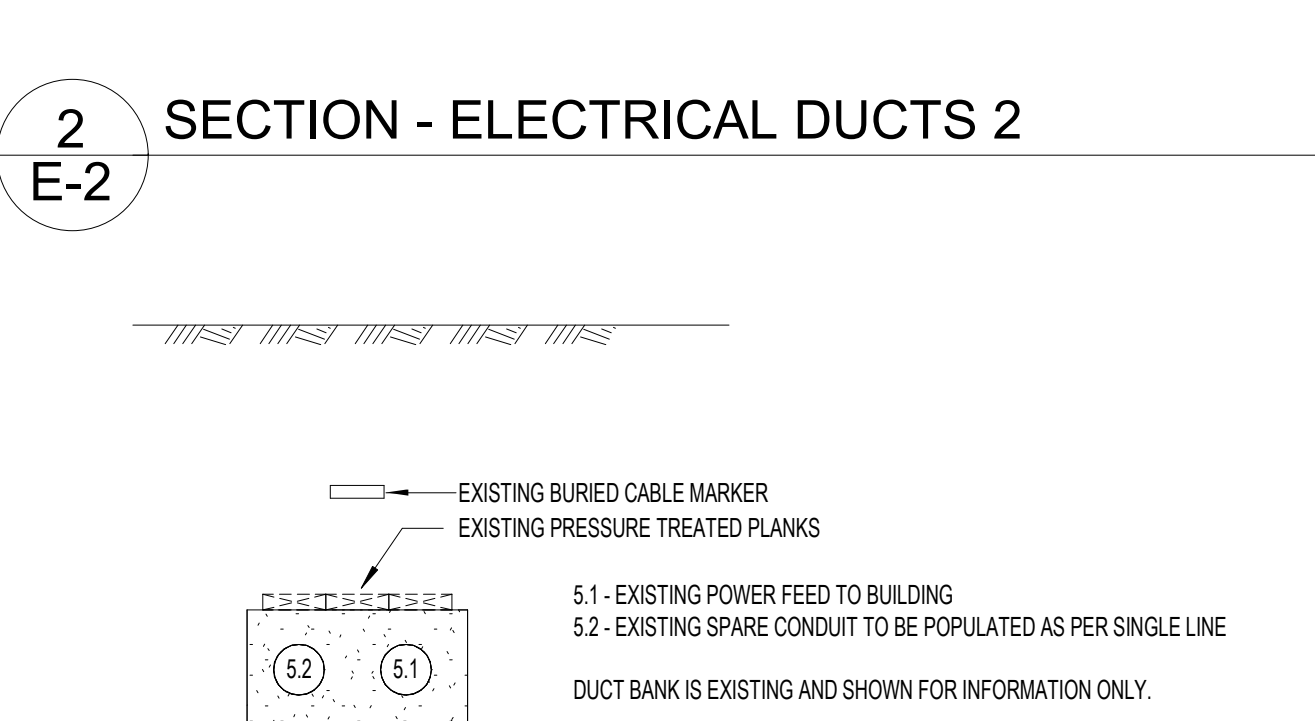 2
E-2
SECTION - ELECTRICAL DUCTS 2
EXISTING BURIED CABLE MARKER
EXISTING PRESSURE TREATED PLANKS
5.1 - EXISTING POWER FEED TO BUILDING
5.2 - EXISTING SPARE CONDUIT TO BE POPULATED AS PER SINGLE LINE
5.2 5.1
DUCT BANK IS EXISTING AND SHOWN FOR INFORMATION ONLY.